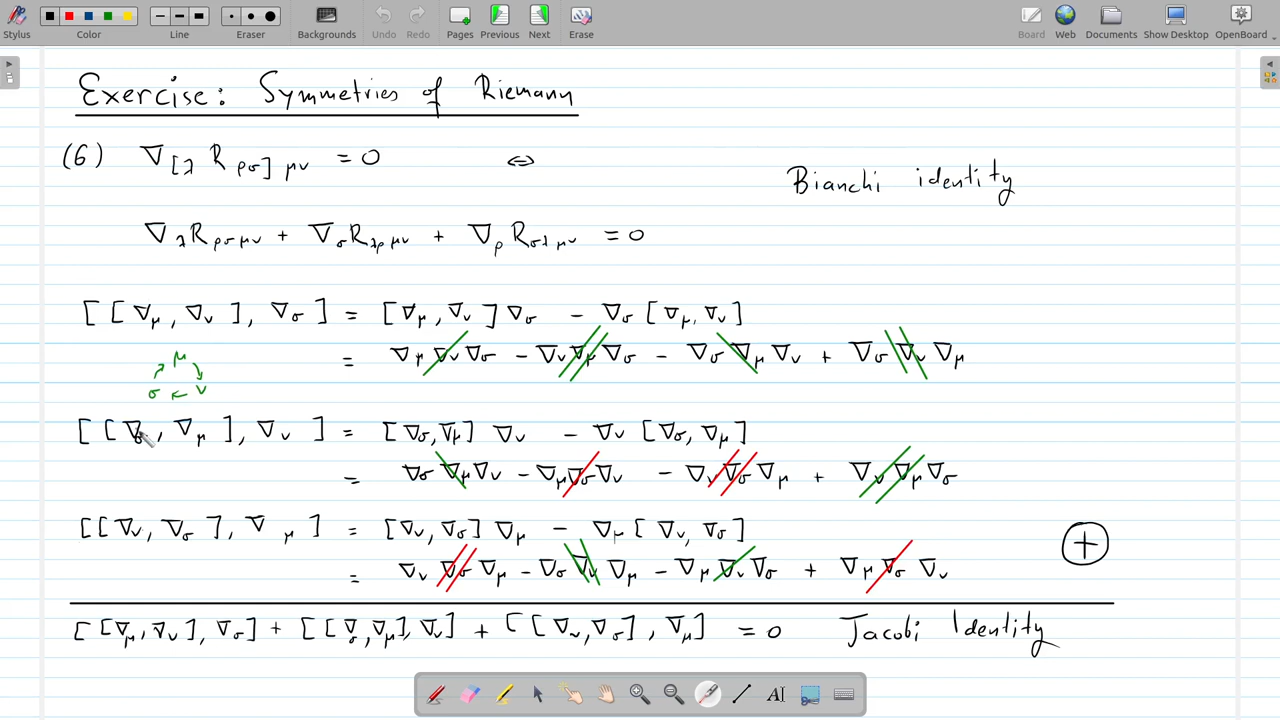 Stylus Color Line Eraser Backgrounds Undo Redo Pages Previous Next Erase Board Web Documents Show Desktop OpenBoard
Exercise: Symmetries of Riemann
(6) ∇[λ R ρσ] μν = 0 ⇔
Bianchi identity
∇λ Rρσμν + ∇σ Rλρμν + ∇ρ Rσλμν = 0
[ [ ∇μ , ∇ν ] , ∇σ ] = [∇μ , ∇ν ] ∇σ − ∇σ [ ∇μ , ∇ν ]
= ∇μ ∇ν ∇σ − ∇ν ∇μ ∇σ − ∇σ ∇μ ∇ν + ∇σ ∇ν ∇μ
μ
σ ν
[ [ ∇σ , ∇μ ] , ∇ν ] = [ ∇σ , ∇μ ] ∇ν − ∇ν [ ∇σ , ∇μ ]
= ∇σ ∇μ ∇ν − ∇μ ∇σ ∇ν − ∇ν ∇σ ∇μ + ∇ν ∇μ ∇σ
[ [ ∇ν , ∇σ ] , ∇μ ] = [ ∇ν , ∇σ ] ∇μ − ∇μ [ ∇ν , ∇σ ]
= ∇ν ∇σ ∇μ − ∇σ ∇ν ∇μ − ∇μ ∇ν ∇σ + ∇μ ∇σ ∇ν
+
[ [ ∇μ , ∇ν ] , ∇σ ] + [ [ ∇σ , ∇μ ] , ∇ν ] + [ [ ∇ν , ∇σ ] , ∇μ ] = 0 Jacobi Identity